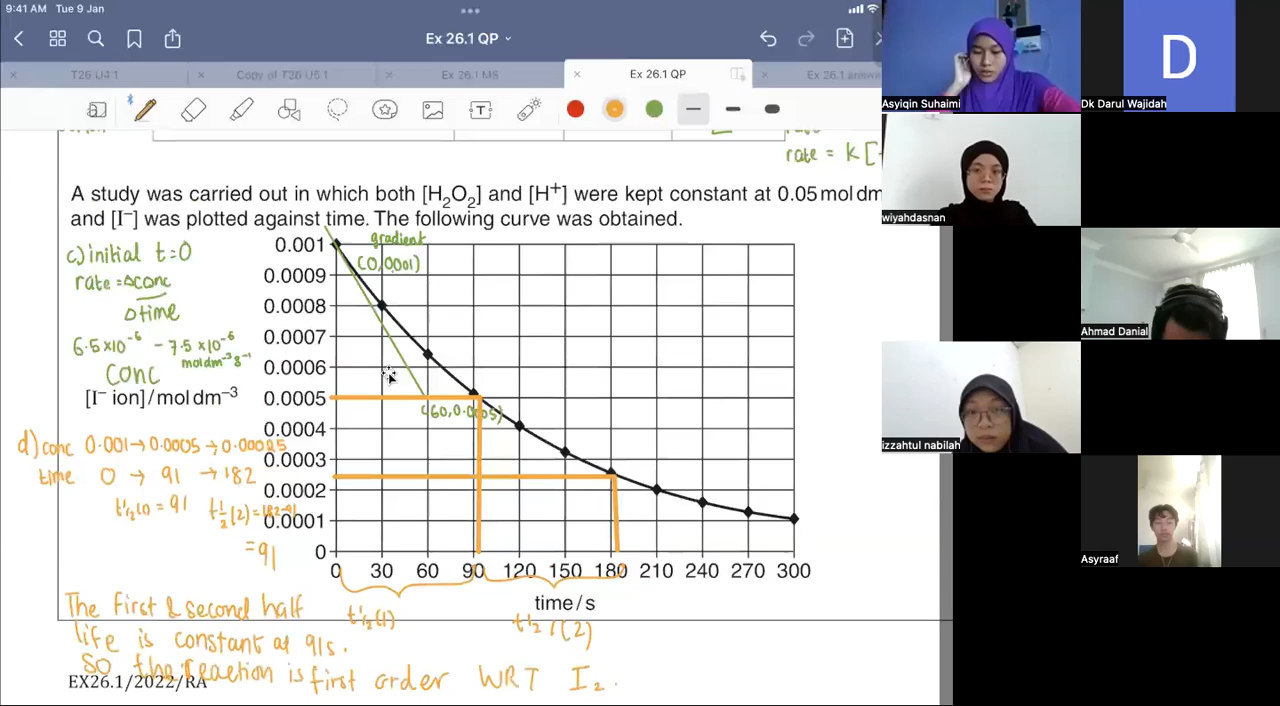 9:41 AM Tue 9 Jan
Ex 26.1 QP
T26 U4.1
Copy of T26 U5.1
Ex 26.1 MS
Ex 26.1 QP
Ex 26.1 answe
rate = K [
A study was carried out in which both [H₂O₂] and [H⁺] were kept constant at 0.05 mol dm
and [I⁻] was plotted against time. The following curve was obtained.
c) initial t=0
rate = Δconc
Δtime
6.5×10⁻⁶ - 7.5×10⁻⁶
moldm⁻³s⁻¹
conc
[I⁻ ion]/mol dm⁻³
gradient
(0,0.001)
(60,0.0005)
0.001
0.0009
0.0008
0.0007
0.0006
0.0005
0.0004
0.0003
0.0002
0.0001
0
0 30 60 90 120 150 180 210 240 270 300
time/s
d) conc 0.001 → 0.0005 → 0.00025
time 0 → 91 → 182
t½(1) = 91 t½(2) = 182-91
= 91
t½(1)
t½(2)
The first & second half
life is constant at 91s.
so the reaction is first order WRT I₂.
EX26.1/2022/RA
Asyiqin Suhaimi
D
Dk Darul Wajidah
wiyahdasnan
Ahmad Danial
izzahtul nabilah
Asyraaf